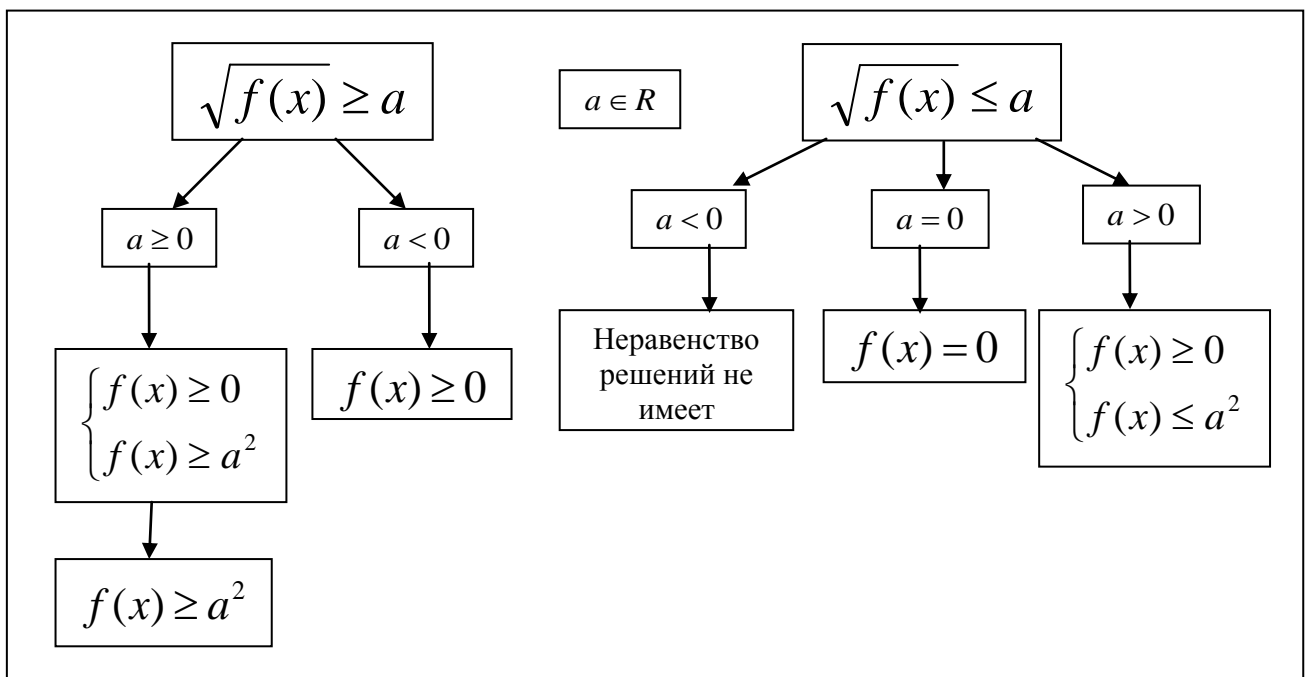 √f(x) ≥ a
a ∈ R
√f(x) ≤ a
a ≥ 0
a < 0
a < 0
a = 0
a > 0
{ f(x) ≥ 0
f(x) ≥ a²
f(x) ≥ 0
Неравенство
решений не
имеет
f(x) = 0
{ f(x) ≥ 0
f(x) ≤ a²
f(x) ≥ a²